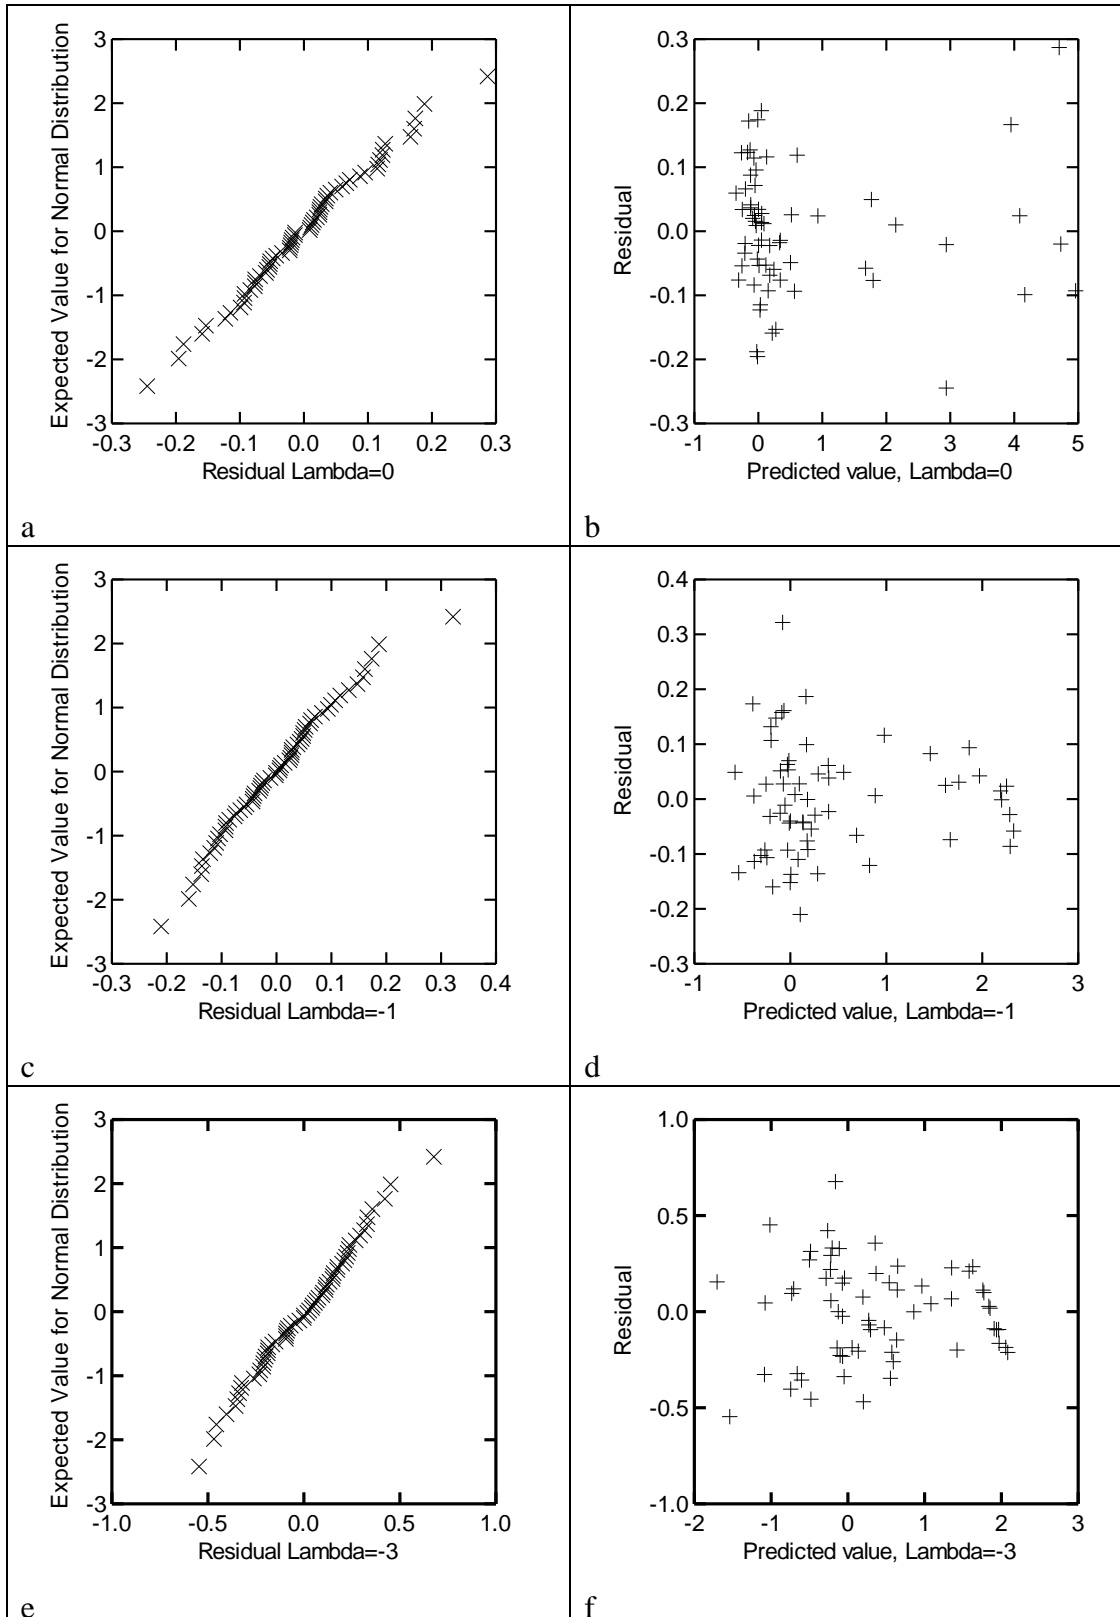 Expected Value for Normal Distribution
3
2
1
0
-1
-2
-3
-0.3 -0.2 -0.1 0.0 0.1 0.2 0.3
Residual Lambda=0
a
Residual
0.3
0.2
0.1
0.0
-0.1
-0.2
-0.3
-1 0 1 2 3 4 5
Predicted value, Lambda=0
b
Expected Value for Normal Distribution
3
2
1
0
-1
-2
-3
-0.3 -0.2 -0.1 0.0 0.1 0.2 0.3 0.4
Residual Lambda=-1
c
Residual
0.4
0.3
0.2
0.1
0.0
-0.1
-0.2
-0.3
-1 0 1 2 3
Predicted value, Lambda=-1
d
Expected Value for Normal Distribution
3
2
1
0
-1
-2
-3
-1.0 -0.5 0.0 0.5 1.0
Residual Lambda=-3
e
Residual
1.0
0.5
0.0
-0.5
-1.0
-2 -1 0 1 2 3
Predicted value, Lambda=-3
f